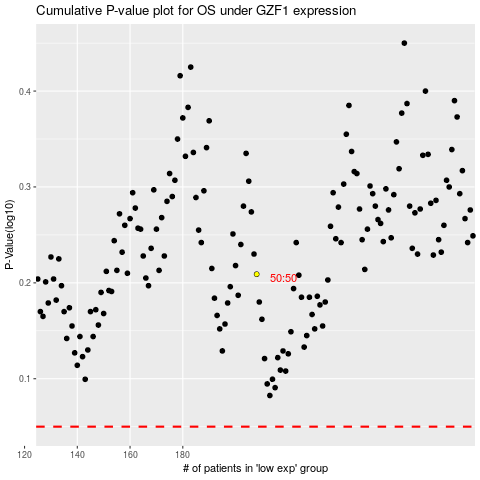 Cumulative P-value plot for OS under GZF1 expression
P-Value(log10)
0.4
0.3
0.2
0.1
50:50
120 140 160 180
# of patients in 'low exp' group